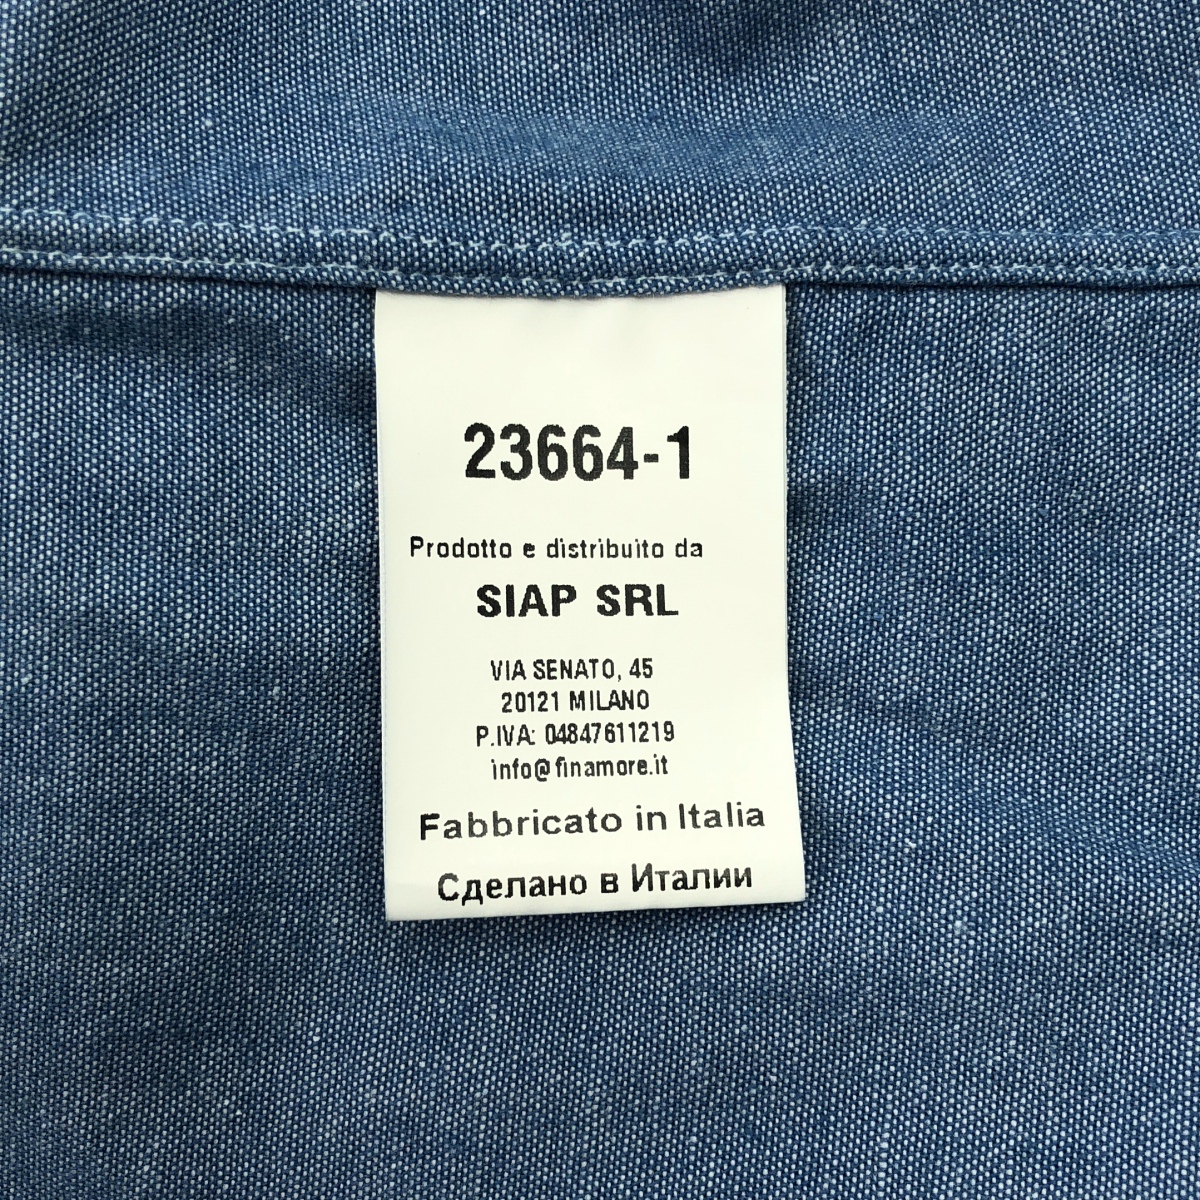 23664-1
Prodotto e distribuito da
SIAP SRL
VIA SENATO, 45
20121 MILANO
P.IVA: 04847611219
info@finamore.it
Fabbricato in Italia
Сделано в Италии